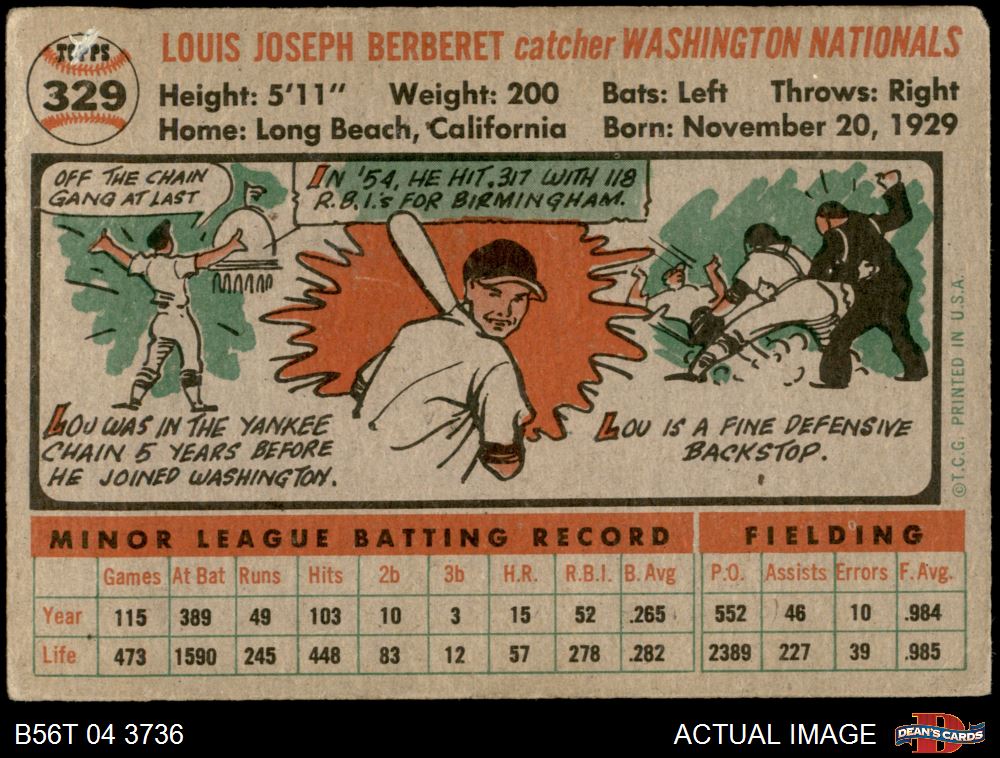 TOPPS
329
LOUIS JOSEPH BERBERET catcher WASHINGTON NATIONALS
Height: 5'11" Weight: 200 Bats: Left Throws: Right
Home: Long Beach, California Born: November 20, 1929
OFF THE CHAIN
GANG AT LAST
IN '54, HE HIT .317 WITH 118
R.B.I.s FOR BIRMINGHAM.
LOU WAS IN THE YANKEE
CHAIN 5 YEARS BEFORE
HE JOINED WASHINGTON.
LOU IS A FINE DEFENSIVE
BACKSTOP.
©T.C.G. PRINTED IN U.S.A.
MINOR LEAGUE BATTING RECORD FIELDING
Games At Bat Runs Hits 2b 3b H.R. R.B.I. B. Avg P.O. Assists Errors F. Avg.
Year 115 389 49 103 10 3 15 52 .265 552 46 10 .984
Life 473 1590 245 448 83 12 57 278 .282 2389 227 39 .985
B56T 04 3736 ACTUAL IMAGE DEAN'S CARDS